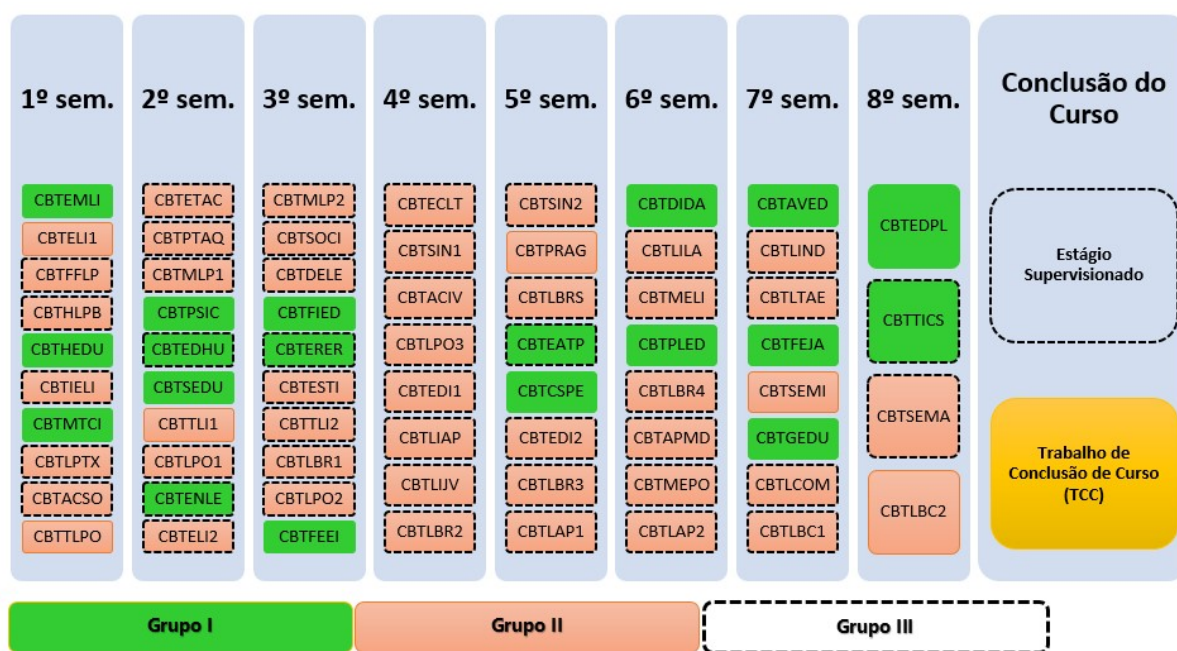 1º sem.
2º sem.
3º sem.
4º sem.
5º sem.
6º sem.
7º sem.
8º sem.
Conclusão do
Curso
CBTEMLI
CBTELI1
CBTFFLP
CBTHLPB
CBTHEDU
CBTIELI
CBTMTCI
CBTLPTX
CBTACSO
CBTTLPO
CBTETAC
CBTPTAQ
CBTMLP1
CBTPSIC
CBTEDHU
CBTSEDU
CBTTLI1
CBTLPO1
CBTENLE
CBTELI2
CBTMLP2
CBTSOCI
CBTDELE
CBTFIED
CBTERER
CBTESTI
CBTTLI2
CBTLBR1
CBTLPO2
CBTFEEI
CBTECLT
CBTSIN1
CBTACIV
CBTLPO3
CBTEDI1
CBTLIAP
CBTLIJV
CBTLBR2
CBTSIN2
CBTPRAG
CBTLBRS
CBTEATP
CBTCSPE
CBTEDI2
CBTLBR3
CBTLAP1
CBTDIDA
CBTLILA
CBTMELI
CBTPLED
CBTLBR4
CBTAPMD
CBTMEPO
CBTLAP2
CBTAVED
CBTLIND
CBTLTAE
CBTFEJA
CBTSEMI
CBTGEDU
CBTLCOM
CBTLBC1
CBTEDPL
CBTTICS
CBTSEMA
CBTLBC2
Estágio
Supervisionado
Trabalho de
Conclusão de Curso
(TCC)
Grupo I
Grupo II
Grupo III